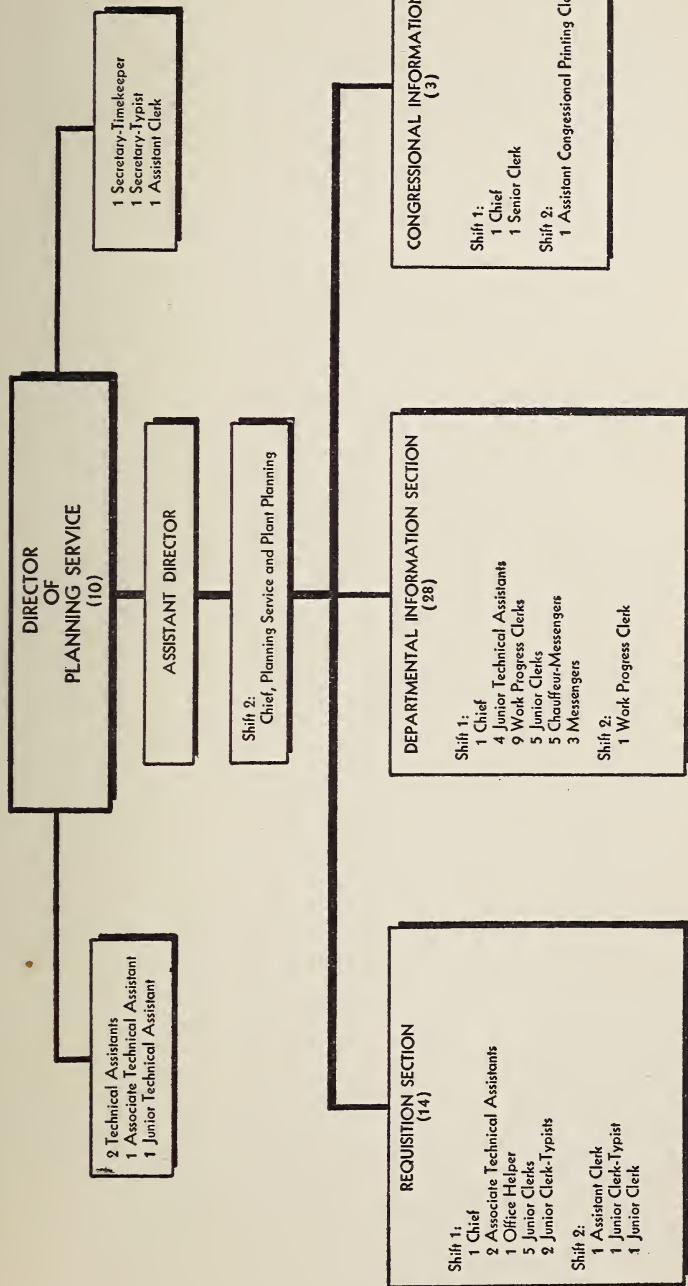 DIRECTOR
OF
PLANNING SERVICE
(10)
2 Technical Assistants
1 Associate Technical Assistant
1 Junior Technical Assistant
1 Secretary-Timekeeper
1 Secretary-Typist
1 Assistant Clerk
ASSISTANT DIRECTOR
Shift 2:
Chief, Planning Service and Plant Planning
REQUISITION SECTION
(14)
Shift 1:
1 Chief
2 Associate Technical Assistants
1 Office Helper
5 Junior Clerks
2 Junior Clerk-Typists
Shift 2:
1 Assistant Clerk
1 Junior Clerk-Typist
1 Junior Clerk
DEPARTMENTAL INFORMATION SECTION
(28)
Shift 1:
1 Chief
4 Junior Technical Assistants
9 Work Progress Clerks
5 Junior Clerks
5 Chauffeur-Messengers
3 Messengers
Shift 2:
1 Work Progress Clerk
CONGRESSIONAL INFORMATION
(3)
Shift 1:
1 Chief
1 Senior Clerk
Shift 2:
1 Assistant Congressional Printing